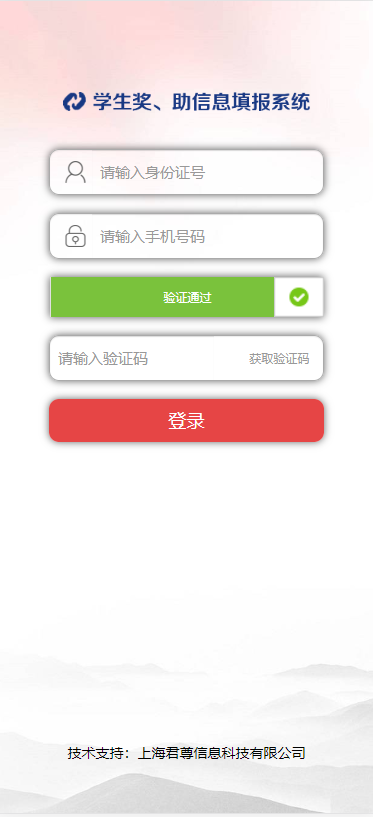 学生奖、助信息填报系统
请输入身份证号
请输入手机号码
验证通过
请输入验证码 获取验证码
登录
技术支持：上海君尊信息科技有限公司